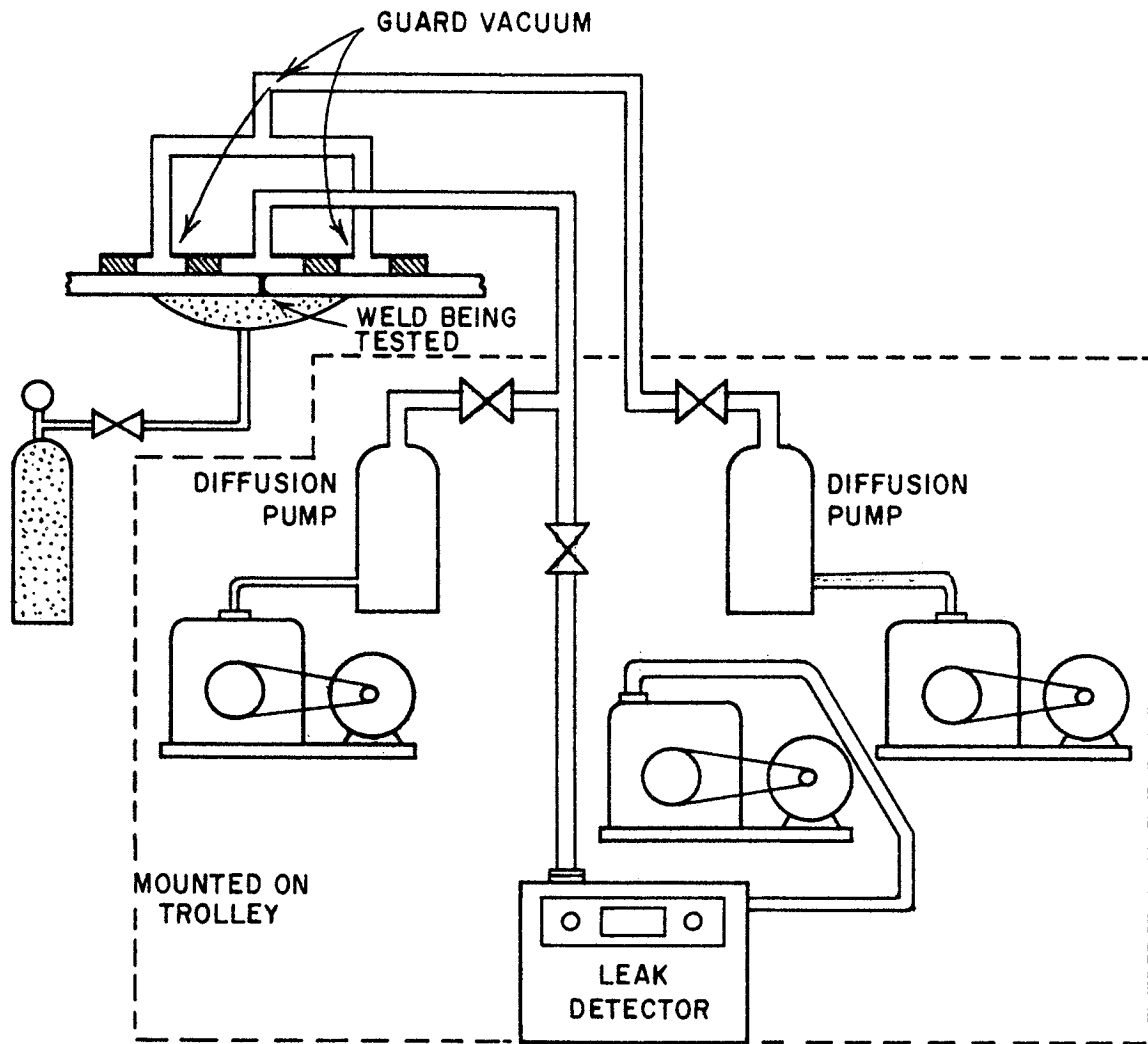 GUARD VACUUM
WELD BEING
TESTED
DIFFUSION
PUMP
DIFFUSION
PUMP
MOUNTED ON
TROLLEY
LEAK
DETECTOR